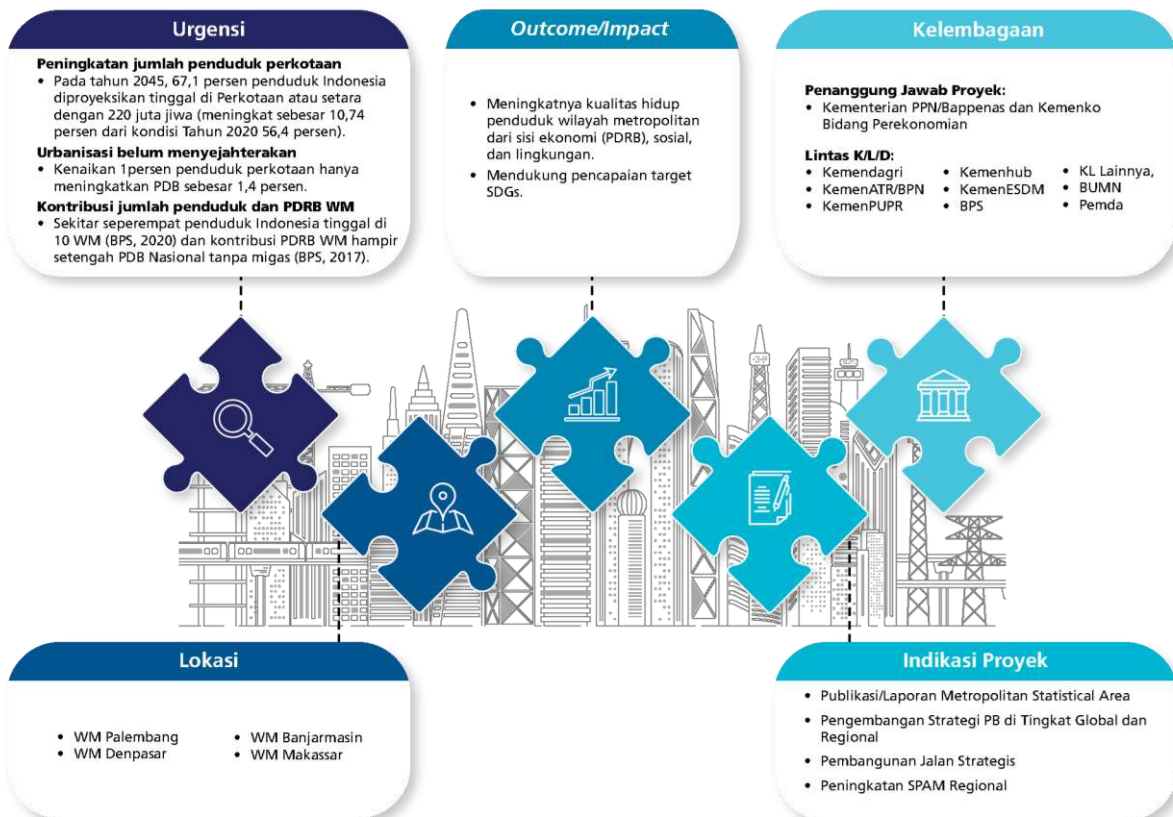 Urgensi
Peningkatan jumlah penduduk perkotaan
• Pada tahun 2045, 67,1 persen penduduk Indonesia
diproyeksikan tinggal di Perkotaan atau setara
dengan 220 juta jiwa (meningkat sebesar 10,74
persen dari kondisi Tahun 2020 56,4 persen).
Urbanisasi belum menyejahterakan
• Kenaikan 1persen penduduk perkotaan hanya
meningkatkan PDB sebesar 1,4 persen.
Kontribusi jumlah penduduk dan PDRB WM
• Sekitar seperempat penduduk Indonesia tinggal di
10 WM (BPS, 2020) dan kontribusi PDRB WM hampir
setengah PDB Nasional tanpa migas (BPS, 2017).
Outcome/Impact
• Meningkatnya kualitas hidup
penduduk wilayah metropolitan
dari sisi ekonomi (PDRB), sosial,
dan lingkungan.
• Mendukung pencapaian target
SDGs.
Kelembagaan
Penanggung Jawab Proyek:
• Kementerian PPN/Bappenas dan Kemenko
Bidang Perekonomian
Lintas K/L/D:
• Kemendagri
• KemenATR/BPN
• KemenPUPR
• Kemenhub
• KemenESDM
• BPS
• KL Lainnya,
• BUMN
• Pemda
Lokasi
• WM Palembang
• WM Denpasar
• WM Banjarmasin
• WM Makassar
Indikasi Proyek
• Publikasi/Laporan Metropolitan Statistical Area
• Pengembangan Strategi PB di Tingkat Global dan
Regional
• Pembangunan Jalan Strategis
• Peningkatan SPAM Regional